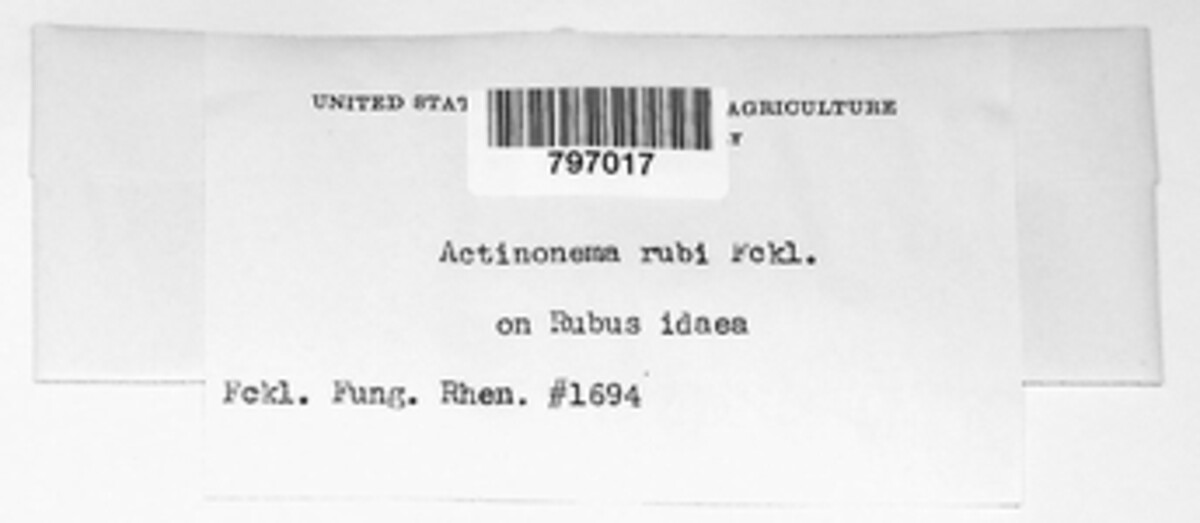 UNITED STAT AGRICULTURE
Y
797017
Actinonema rubi Fckl.
on Rubus idaea
Fckl. Fung. Rhen. #1694